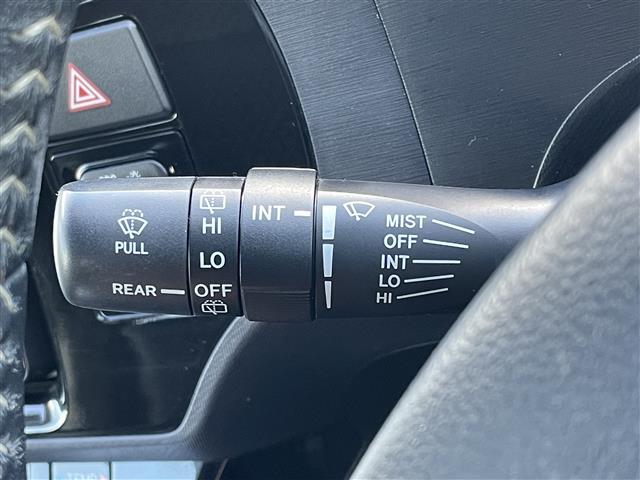 PULL
REAR
HI
LO
OFF
INT
MIST
OFF
INT
LO
HI